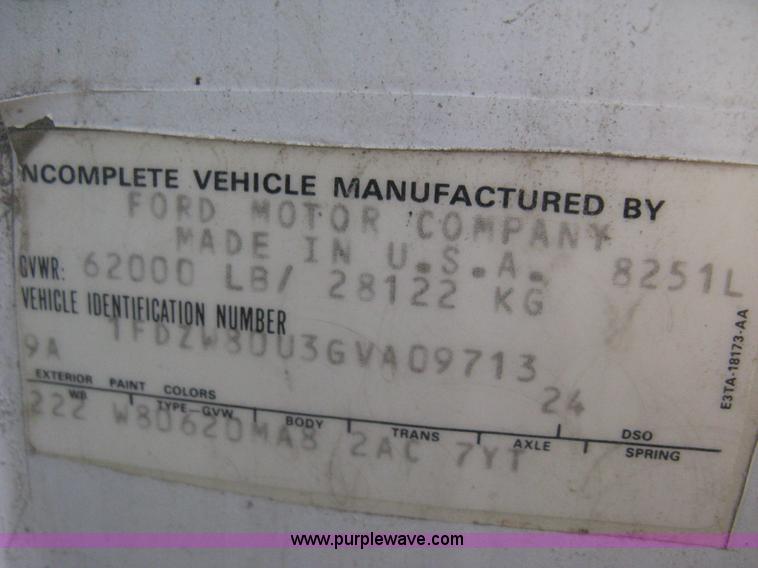 NCOMPLETE VEHICLE MANUFACTURED BY
FORD MOTOR COMPANY
MADE IN U.S.A.
GVWR: 62000 LB/ 28122 KG 8251L
VEHICLE IDENTIFICATION NUMBER
1FDZW80U3GVA09713
9A 24
EXTERIOR PAINT COLORS DSO
WB TYPE-GVW BODY TRANS AXLE SPRING
222 W80620MA8 2AC 7YT
E3TA-18173-AA
www.purplewave.com